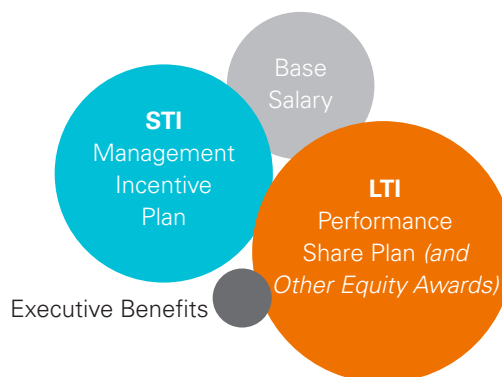 Base
Salary
STI
Management
Incentive
Plan
LTI
Performance
Share Plan (and
Other Equity Awards)
Executive Benefits